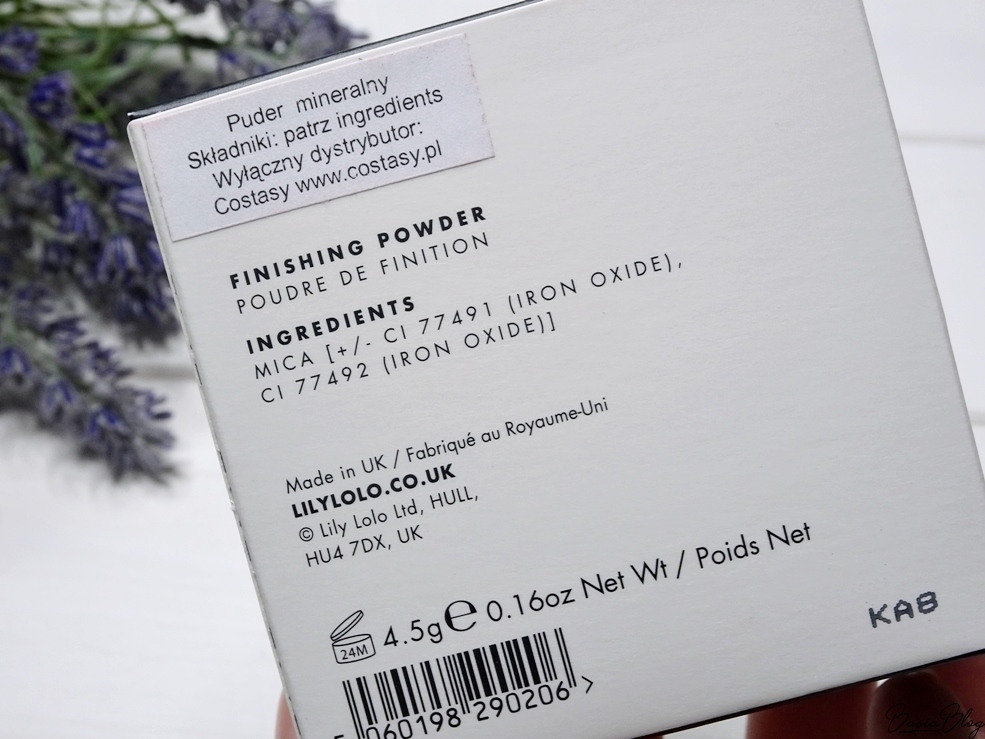 Puder mineralny
Składniki: patrz ingredients
Wyłączny dystrybutor:
Costasy www.costasy.pl
FINISHING POWDER
POUDRE DE FINITION
INGREDIENTS
MICA [+/- CI 77491 (IRON OXIDE),
CI 77492 (IRON OXIDE)]
Made in UK / Fabriqué au Royaume-Uni
LILYLOLO.CO.UK
© Lily Lolo Ltd, HULL,
HU4 7DX, UK
24M 4.5g e 0.16oz Net Wt / Poids Net
KAB
5 060198 290206 >
BasiaBlog